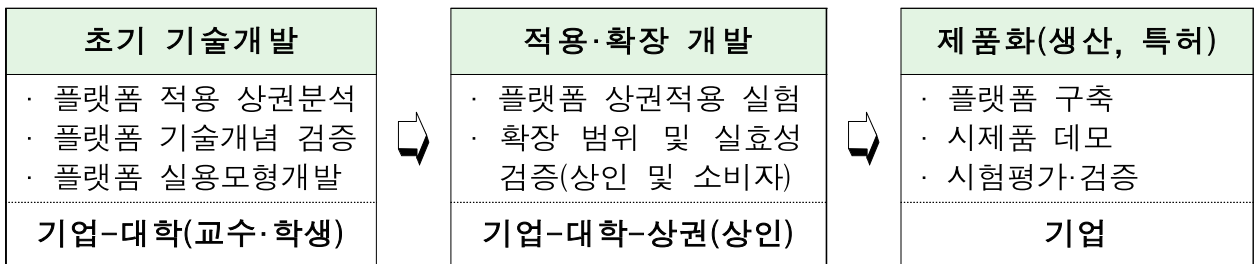 초기 기술개발
· 플랫폼 적용 상권분석
· 플랫폼 기술개념 검증
· 플랫폼 실용모형개발
기업-대학(교수·학생)
적용·확장 개발
· 플랫폼 상권적용 실험
· 확장 범위 및 실효성
검증(상인 및 소비자)
기업-대학-상권(상인)
제품화(생산, 특허)
· 플랫폼 구축
· 시제품 데모
· 시험평가·검증
기업